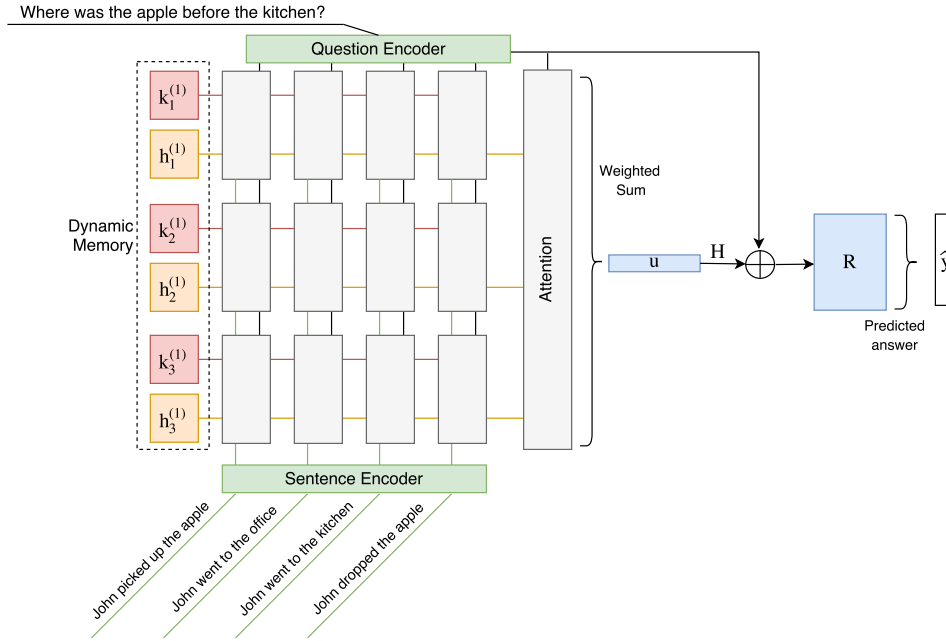 Where was the apple before the kitchen?
Question Encoder
k₁⁽¹⁾
h₁⁽¹⁾
Dynamic
Memory
k₂⁽¹⁾
h₂⁽¹⁾
k₃⁽¹⁾
h₃⁽¹⁾
Attention
Weighted
Sum
u
H
R
Predicted
answer
ŷ
Sentence Encoder
John picked up the apple
John went to the office
John went to the kitchen
John dropped the apple